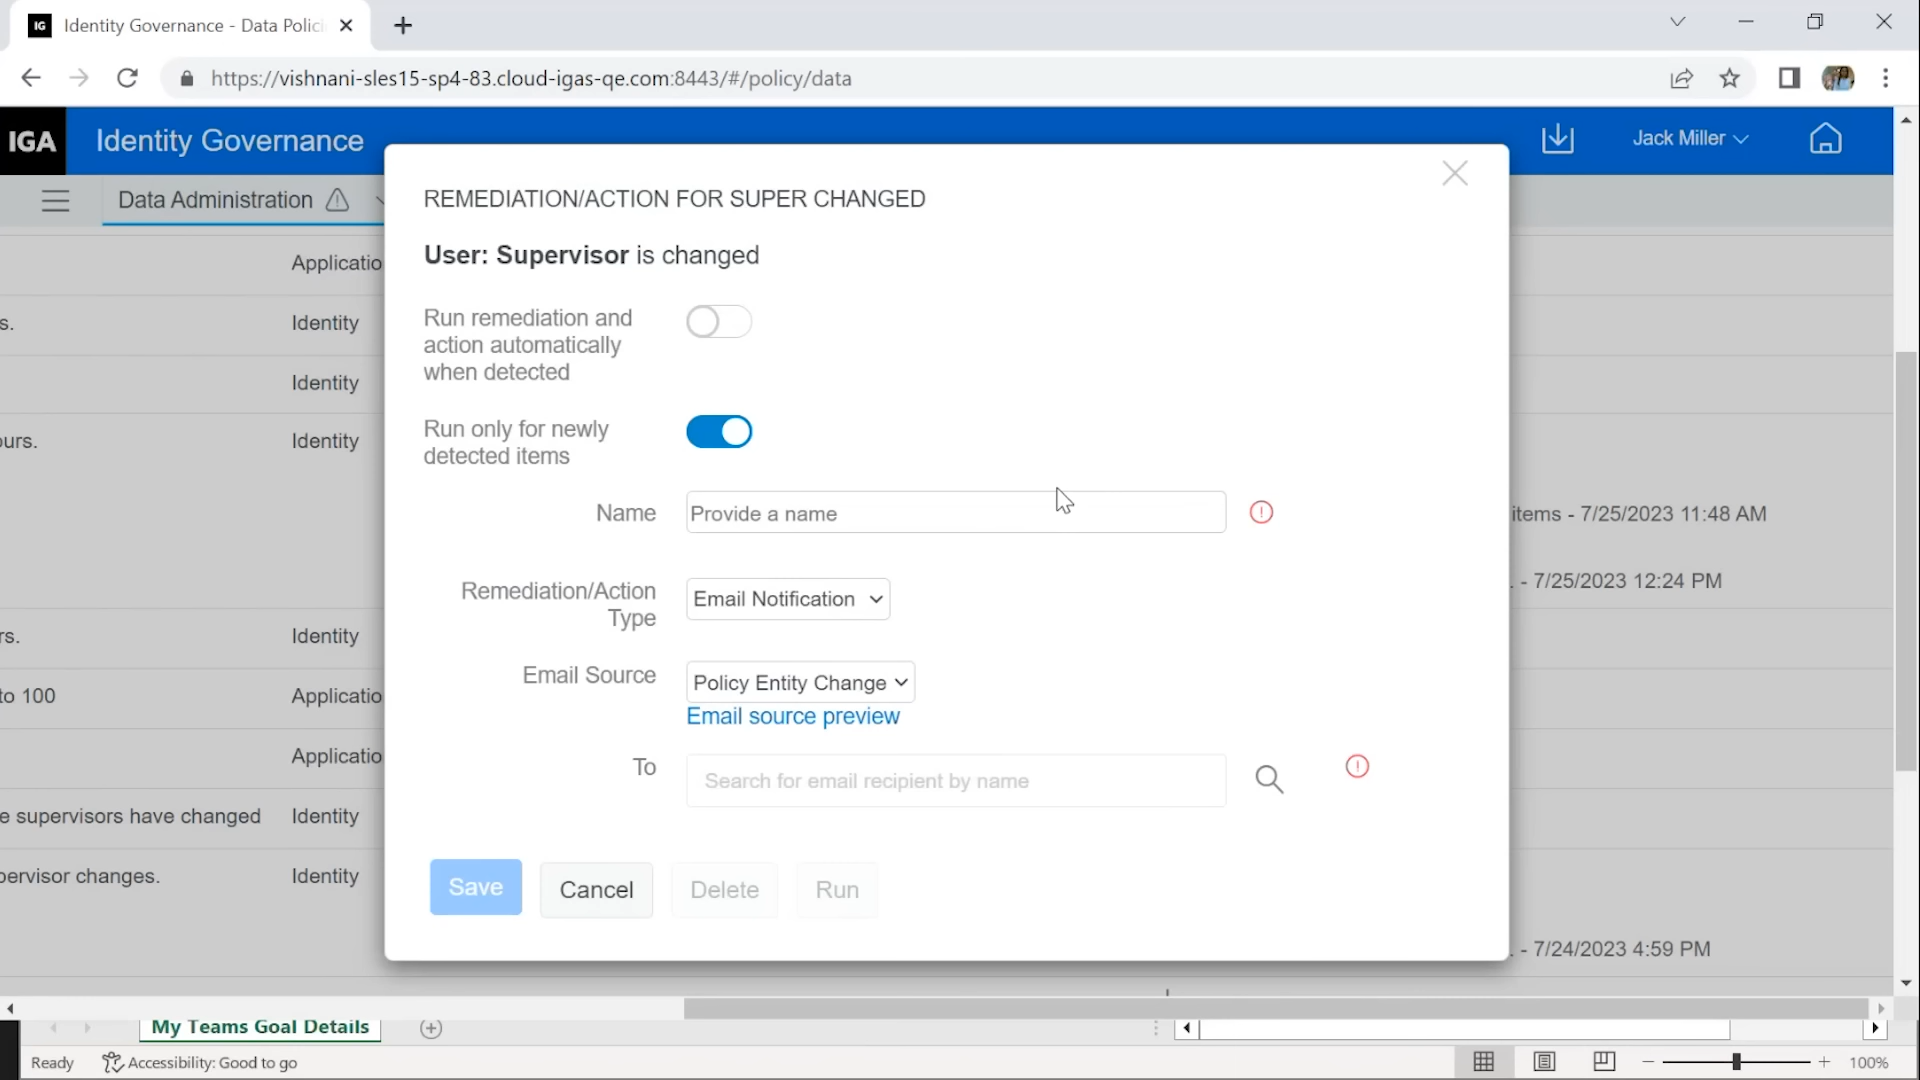 IG Identity Governance - Data Polici
https://vishnani-sles15-sp4-83.cloud-igas-qe.com:8443/#/policy/data
IGA Identity Governance
Jack Miller
Data Administration
REMEDIATION/ACTION FOR SUPER CHANGED
User: Supervisor is changed
Applicatio
Run remediation and
action automatically
when detected
s. Identity
Identity
Run only for newly
detected items
ours. Identity
Name Provide a name
items - 7/25/2023 11:48 AM
. - 7/25/2023 12:24 PM
Remediation/Action
Type
Email Notification
rs. Identity
Email Source Policy Entity Change
Email source preview
to 100 Applicatio
Applicatio
To Search for email recipient by name
e supervisors have changed Identity
pervisor changes. Identity
Save Cancel Delete Run
. - 7/24/2023 4:59 PM
My Teams Goal Details
Ready Accessibility: Good to go
100%